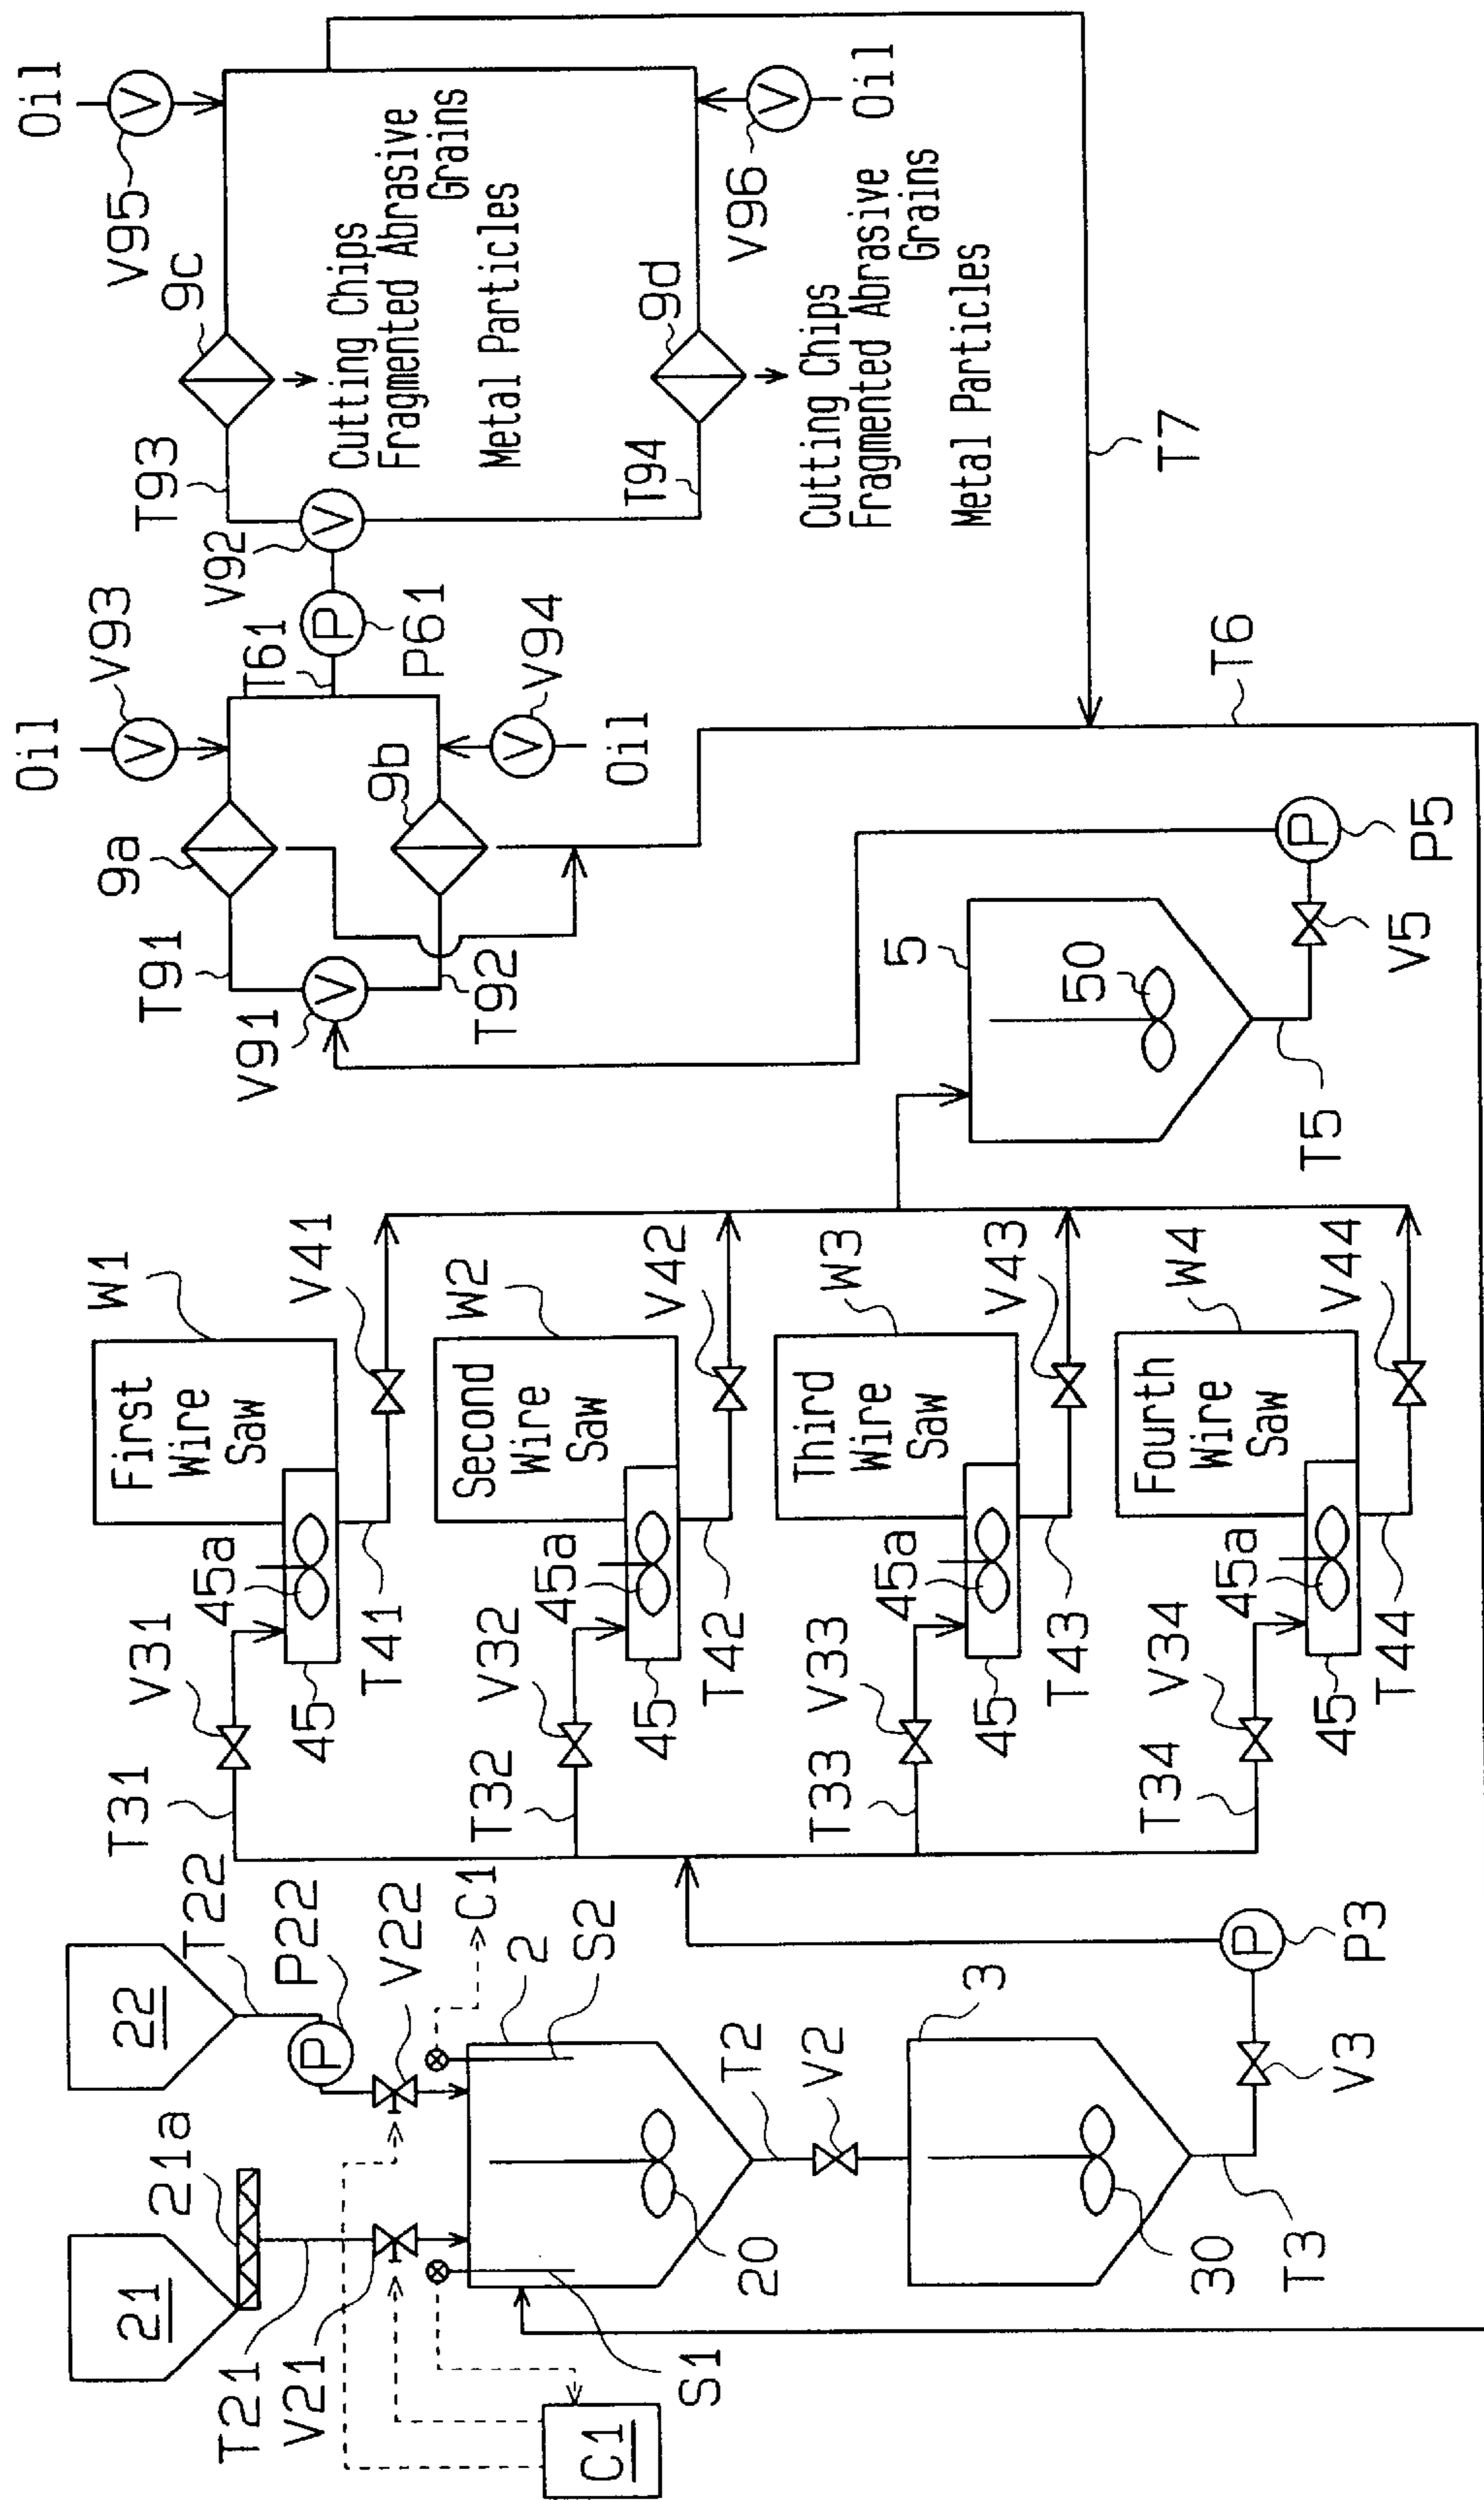 21
21a
T21
V21
22
T22
P22
V22
C1
C1
S1
S2
2
20
T2
V2
3
30
T3
V3
P3
T31
V31
45
45a
T41
V41
W1
First
Wire
Saw
T32
V32
45
45a
T42
V42
W2
Second
Wire
Saw
T33
V33
45
45a
T43
V43
W3
Third
Wire
Saw
T34
V34
45
45a
T44
V44
W4
Fourth
Wire
Saw
5
50
T5
V5
P5
P
P
P
P
T6
T7
V91
V
T91
T92
9a
9b
Oil
V93
V
Oil
V94
V
T61
P61
V92
V
T93
T94
9c
Cutting Chips
Fragmented Abrasive
Grains
Metal Particles
9d
Cutting Chips
Fragmented Abrasive
Grains
Metal Particles
Oil
V95
V
Oil
V96
V